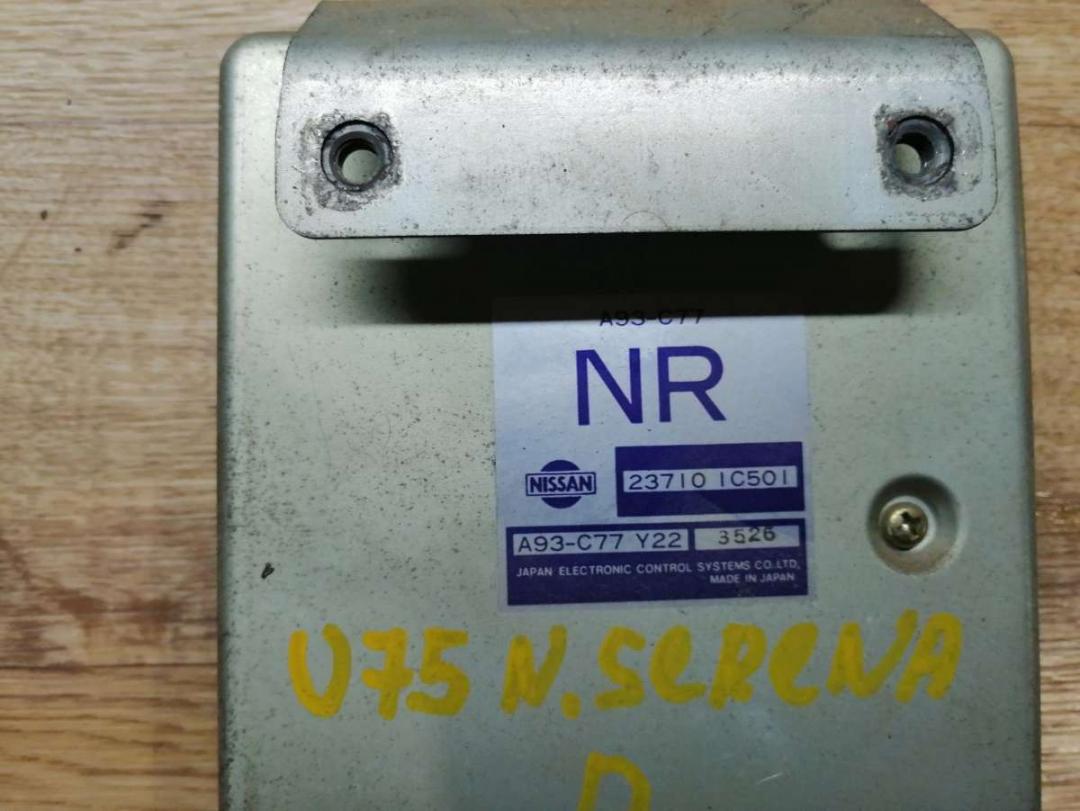 A93-C77
NR
NISSAN 23710 1C501
A93-C77 Y22 3526
JAPAN ELECTRONIC CONTROL SYSTEMS CO.LTD.
MADE IN JAPAN
U75 N.SERENA
D